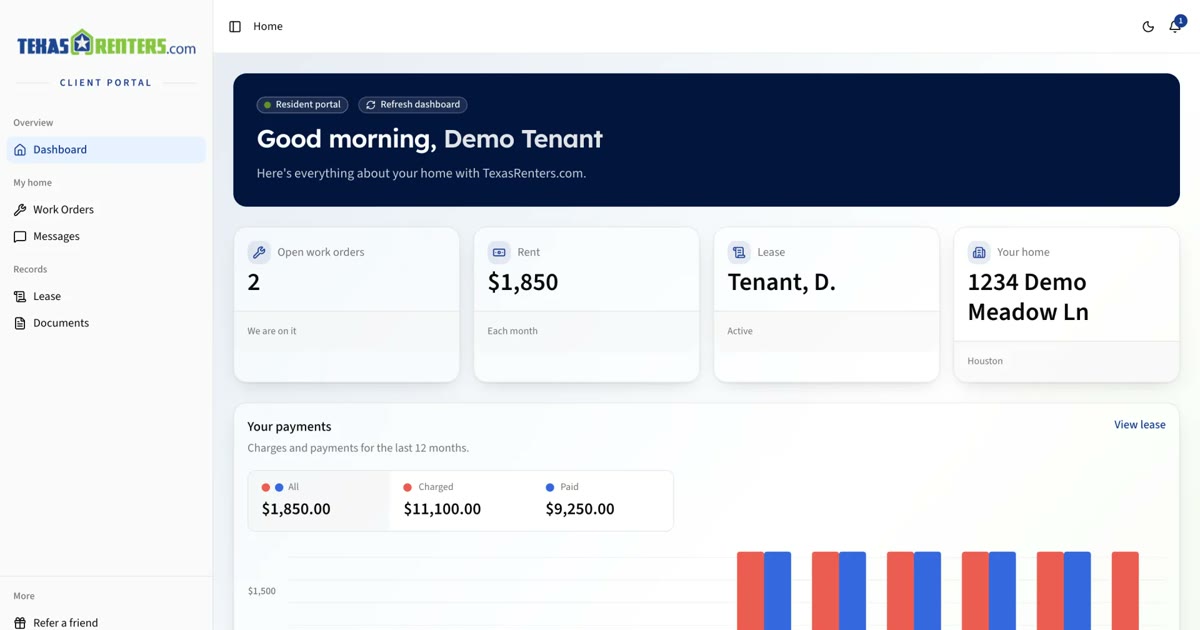 TEXAS RENTERS.com
CLIENT PORTAL
Overview
Dashboard
My home
Work Orders
Messages
Records
Lease
Documents
More
Refer a friend
Home
1
Resident portal
Refresh dashboard
Good morning, Demo Tenant
Here's everything about your home with TexasRenters.com.
Open work orders
2
We are on it
Rent
$1,850
Each month
Lease
Tenant, D.
Active
Your home
1234 Demo
Meadow Ln
Houston
Your payments
View lease
Charges and payments for the last 12 months.
All
$1,850.00
Charged
$11,100.00
Paid
$9,250.00
$1,500